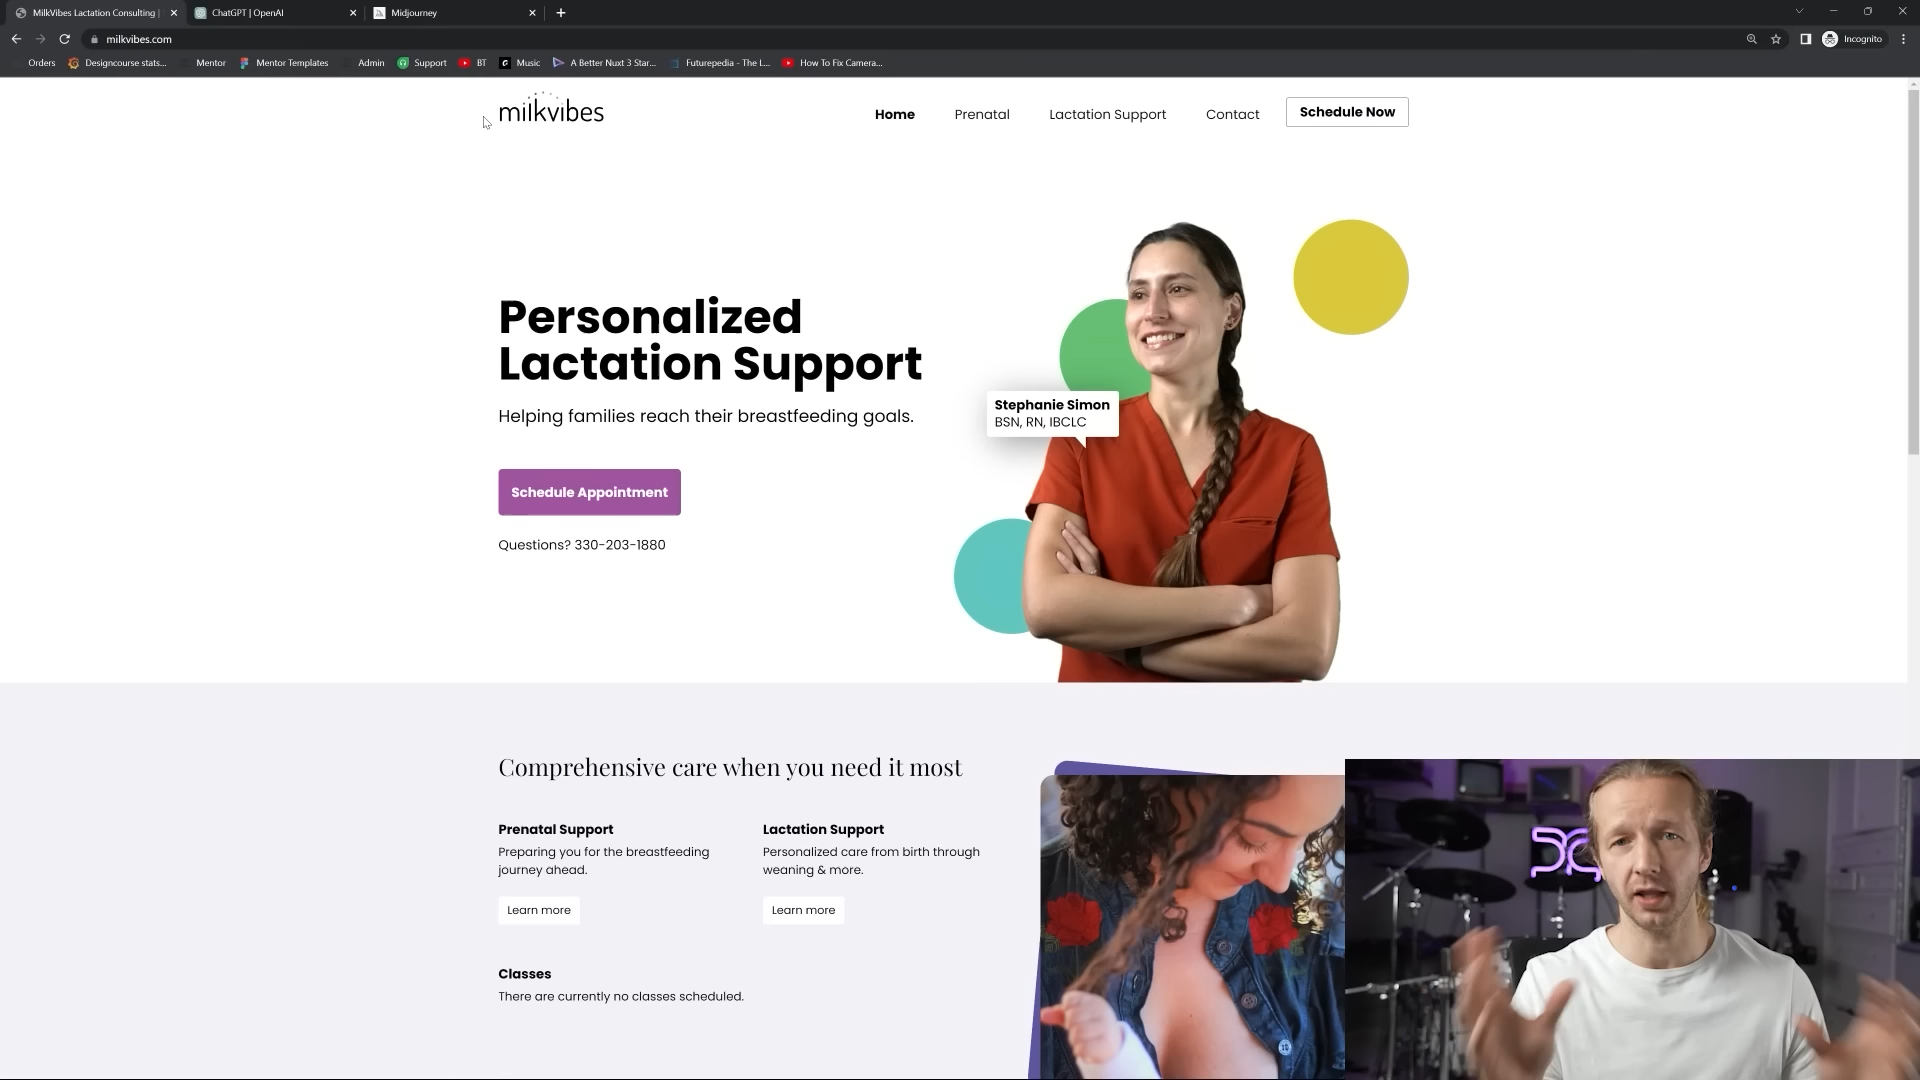 MilkVibes Lactation Consulting |
ChatGPT | OpenAI
Midjourney
milkvibes.com
Incognito
Orders
Designcourse stats...
Mentor
Mentor Templates
Admin
Support
BT
Music
A Better Nuxt 3 Star...
Futurepedia - The L...
How To Fix Camera...
milkvibes
Home
Prenatal
Lactation Support
Contact
Schedule Now
Personalized
Lactation Support
Helping families reach their breastfeeding goals.
Schedule Appointment
Questions? 330-203-1880
Stephanie Simon
BSN, RN, IBCLC
Comprehensive care when you need it most
Prenatal Support
Preparing you for the breastfeeding
journey ahead.
Learn more
Lactation Support
Personalized care from birth through
weaning & more.
Learn more
Classes
There are currently no classes scheduled.